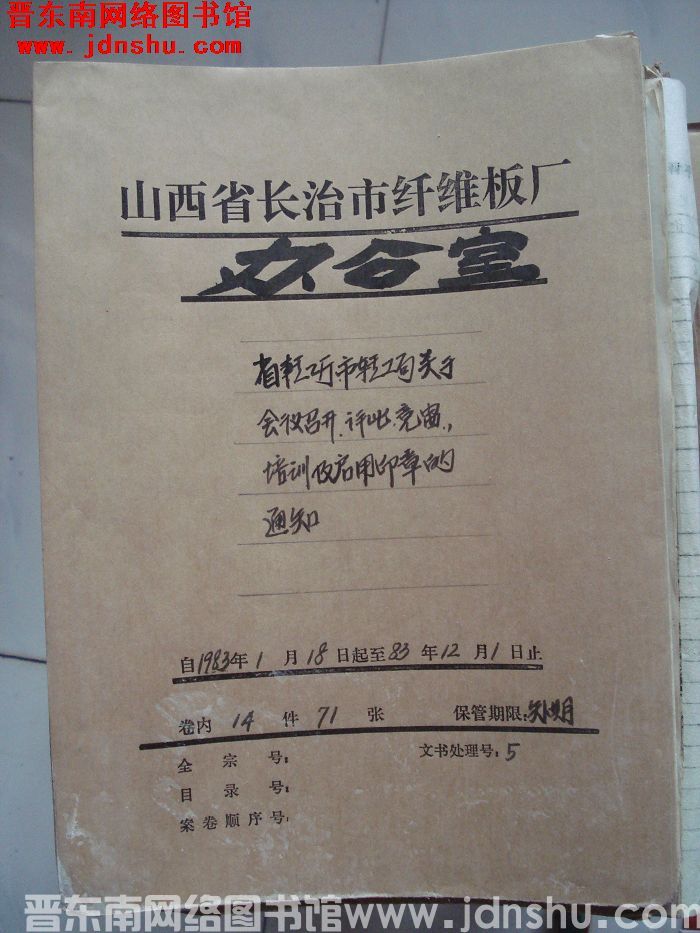 晋东南网络图书馆
www.jdnshu.com
山西省长治市纤维板厂
办公室
省轻工厅、市轻工局关于
会议召开、评比、竞赛、
培训及启用印章的
通知
自1983年1月18日起至83年12月1日止
卷内14件71张 保管期限:短期
全宗号: 文书处理号:5
目录号:
案卷顺序号:
晋东南网络图书馆www.jdnshu.com